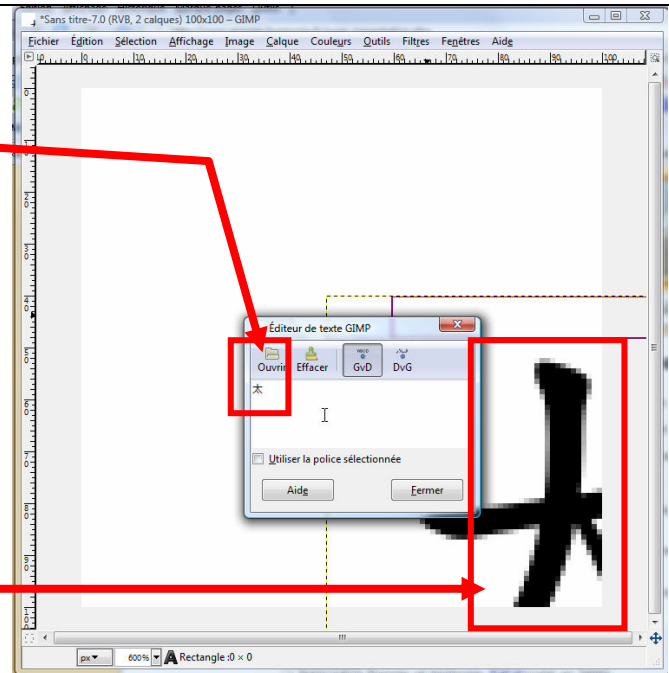 *Sans titre-7.0 (RVB, 2 calques) 100x100 – GIMP
Fichier Édition Sélection Affichage Image Calque Couleurs Outils Filtres Fenêtres Aide
Éditeur de texte GIMP
Ouvrir Effacer GvD DvG
太
Utiliser la police sélectionnée
Aide Fermer
px 600% Rectangle :0 × 0